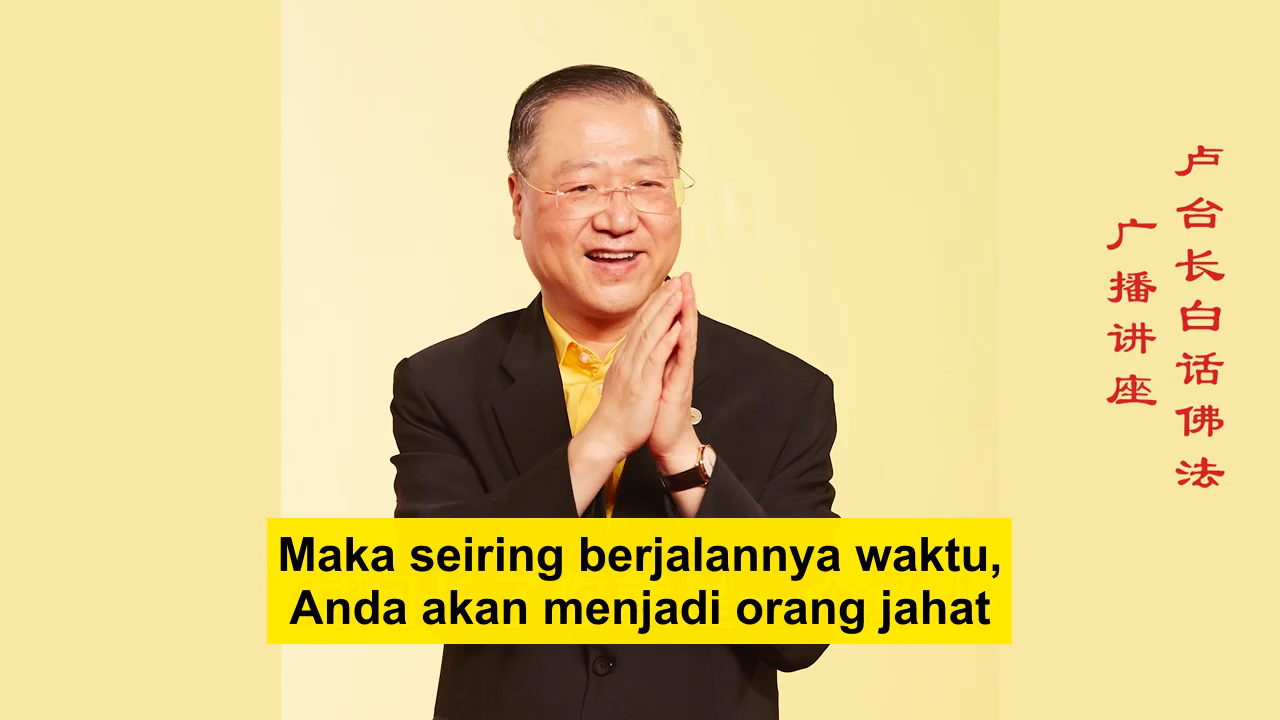 卢台长白话佛法
广播讲座
Maka seiring berjalannya waktu,
Anda akan menjadi orang jahat